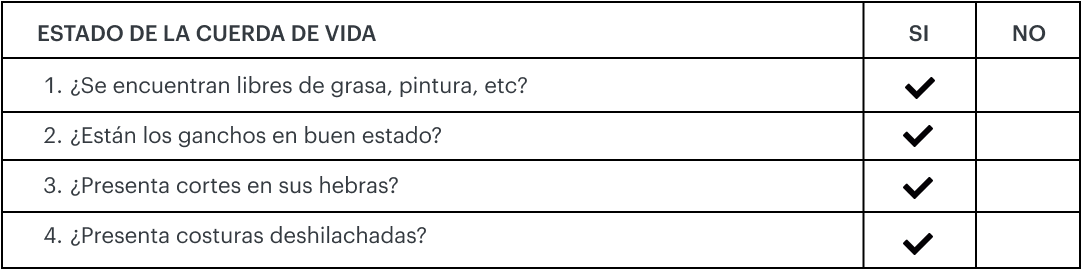 ESTADO DE LA CUERDA DE VIDA SI NO
1. ¿Se encuentran libres de grasa, pintura, etc? ✔
2. ¿Están los ganchos en buen estado? ✔
3. ¿Presenta cortes en sus hebras? ✔
4. ¿Presenta costuras deshilachadas? ✔